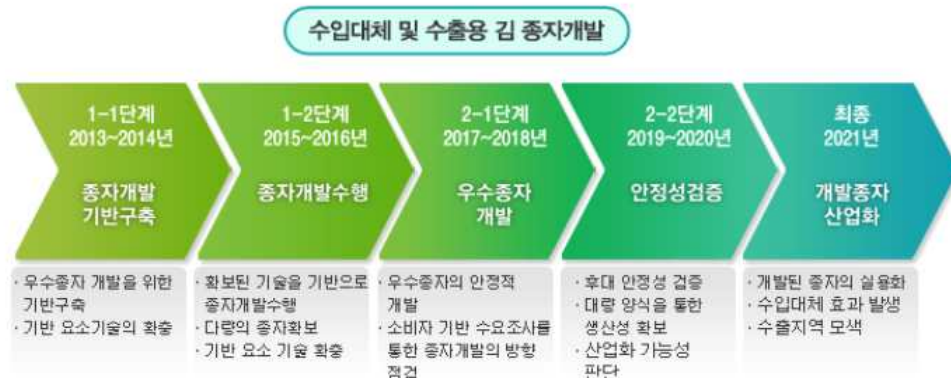 수입대체 및 수출용 김 종자개발
1-1단계
2013~2014년
종자개발
기반구축
1-2단계
2015~2016년
종자개발수행
2-1단계
2017~2018년
우수종자
개발
2-2단계
2019~2020년
안정성검증
최종
2021년
개발종자
산업화
· 우수종자 개발을 위한
기반구축
· 기반 요소기술의 확충
· 확보된 기술을 기반으로
종자개발수행
· 다량의 종자확보
· 기반 요소 기술 확충
· 우수종자의 안정적
개발
· 소비자 기반 수요조사를
통한 종자개발의 방향
점검
· 후대 안정성 검증
· 대량 양식을 통한
생산성 확보
· 산업화 가능성
판단
· 개발된 종자의 실용화
· 수입대체 효과 발생
· 수출지역 모색